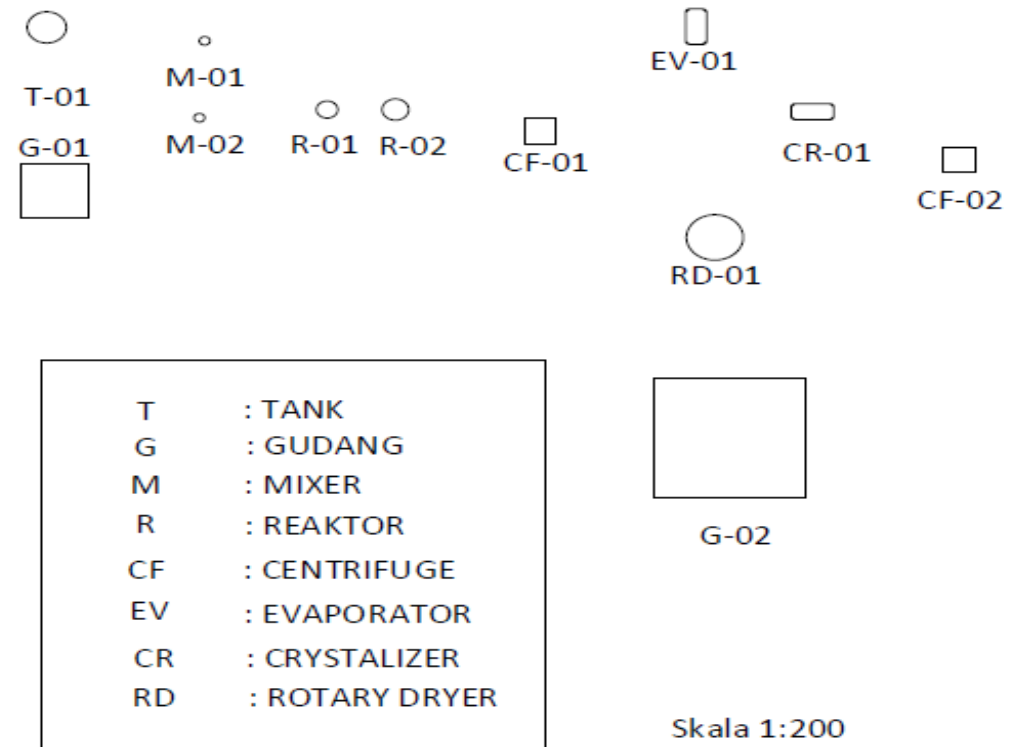 EV-01
M-01
T-01
G-01
M-02
R-01
R-02
CF-01
CR-01
CF-02
RD-01
T : TANK
G : GUDANG
M : MIXER
R : REAKTOR
CF : CENTRIFUGE
EV : EVAPORATOR
CR : CRYSTALIZER
RD : ROTARY DRYER
G-02
Skala 1:200